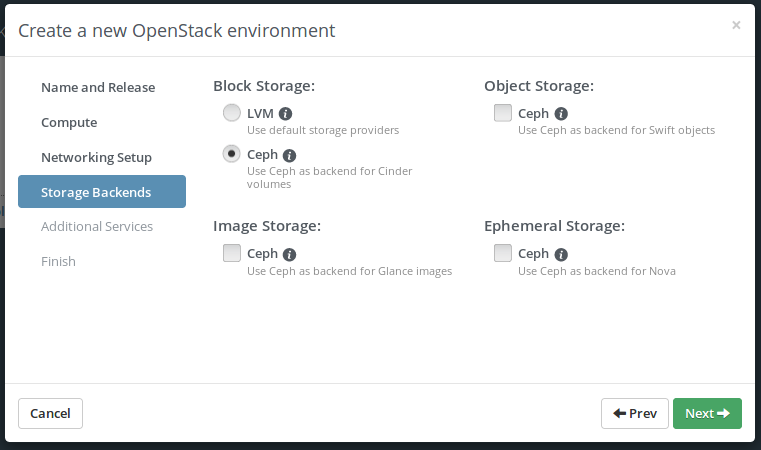 Create a new OpenStack environment
×
Name and Release
Compute
Networking Setup
Storage Backends
Additional Services
Finish
Block Storage:
LVM
Use default storage providers
Ceph
Use Ceph as backend for Cinder
volumes
Object Storage:
Ceph
Use Ceph as backend for Swift objects
Image Storage:
Ceph
Use Ceph as backend for Glance images
Ephemeral Storage:
Ceph
Use Ceph as backend for Nova
Cancel
Prev
Next